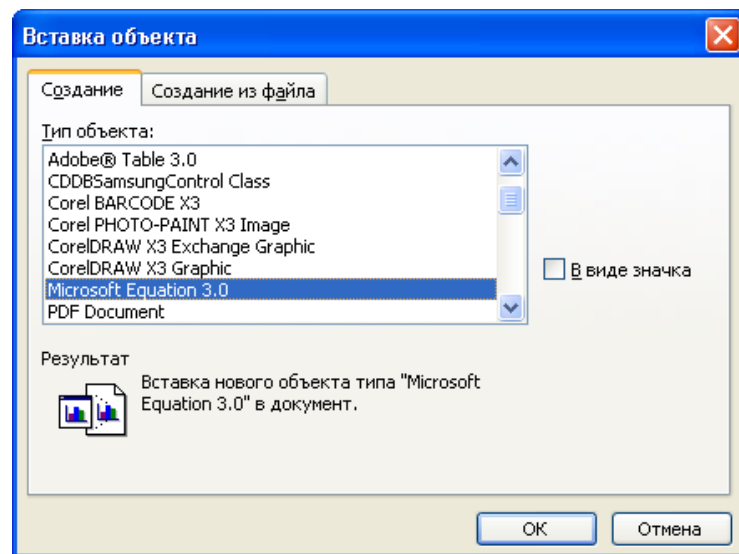 Вставка объекта
Создание
Создание из файла
Тип объекта:
Adobe® Table 3.0
CDDBSamsungControl Class
Corel BARCODE X3
Corel PHOTO-PAINT X3 Image
CorelDRAW X3 Exchange Graphic
CorelDRAW X3 Graphic
Microsoft Equation 3.0
PDF Document
В виде значка
Результат
Вставка нового объекта типа "Microsoft
Equation 3.0" в документ.
ОК
Отмена